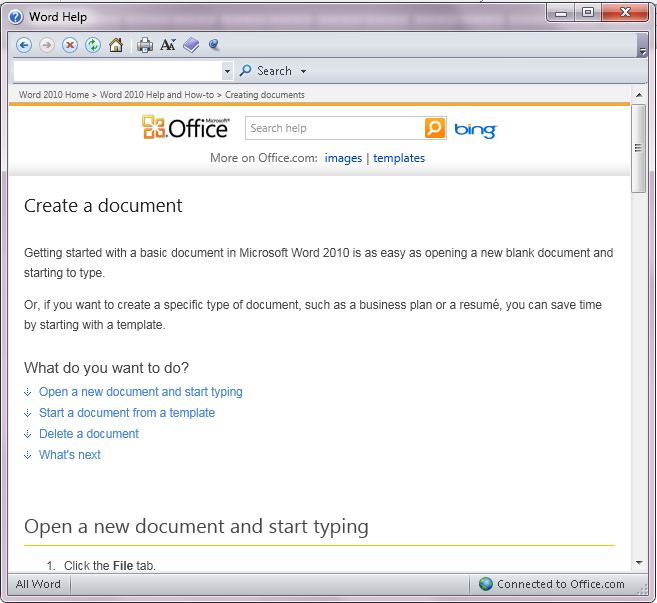 Word Help
Search
Word 2010 Home > Word 2010 Help and How-to > Creating documents
Microsoft®
Office
Search help
bing
More on Office.com: images | templates
Create a document
Getting started with a basic document in Microsoft Word 2010 is as easy as opening a new blank document and
starting to type.
Or, if you want to create a specific type of document, such as a business plan or a resumé, you can save time
by starting with a template.
What do you want to do?
Open a new document and start typing
Start a document from a template
Delete a document
What's next
Open a new document and start typing
1. Click the File tab.
All Word
Connected to Office.com